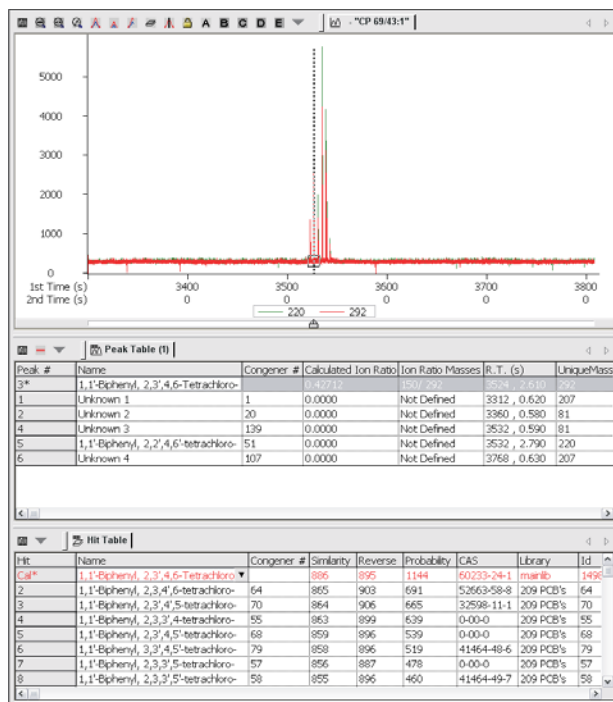 A B C D E
- "CP 69/43:1"
5000
4000
3000
2000
1000
0
1st Time (s) 3400 3500 3600 3700 3800
2nd Time (s) 0 0 0 0 0
220 292
Peak Table (1)
Peak # Name Congener # Calculated Ion Ratio Ion Ratio Masses R.T. (s) UniqueMass
3* 1,1'-Biphenyl, 2,3',4,6-Tetrachloro- 0.42712 150/ 292 3524 , 2.610 292
1 Unknown 1 1 0.0000 Not Defined 3312 , 0.620 207
2 Unknown 2 20 0.0000 Not Defined 3360 , 0.580 81
4 Unknown 3 139 0.0000 Not Defined 3532 , 0.590 81
5 1,1'-Biphenyl, 2,2',4,6'-tetrachloro- 51 0.0000 Not Defined 3532 , 2.790 220
6 Unknown 4 107 0.0000 Not Defined 3768 , 0.630 207
Hit Table
Hit Name Congener # Similarity Reverse Probability CAS Library Id
Cal* 1,1'-Biphenyl, 2,3',4,6-Tetrachloro 886 895 1144 60233-24-1 mainlib 1498
2 1,1'-Biphenyl, 2,3,4',6-tetrachloro- 64 865 903 691 52663-58-8 209 PCB's 64
3 1,1'-Biphenyl, 2,3',4',5-tetrachloro- 70 864 906 665 32598-11-1 209 PCB's 70
4 1,1'-Biphenyl, 2,3,3',4-tetrachloro- 55 863 899 639 0-00-0 209 PCB's 55
5 1,1'-Biphenyl, 2,3',4,5'-tetrachloro- 68 859 896 539 0-00-0 209 PCB's 68
6 1,1'-Biphenyl, 3,3',4,5'-tetrachloro- 79 858 896 519 41464-48-6 209 PCB's 79
7 1,1'-Biphenyl, 2,3,3',5-tetrachloro- 57 856 887 478 0-00-0 209 PCB's 57
8 1,1'-Biphenyl, 2,3,3',5'-tetrachloro- 58 855 896 460 41464-49-7 209 PCB's 58